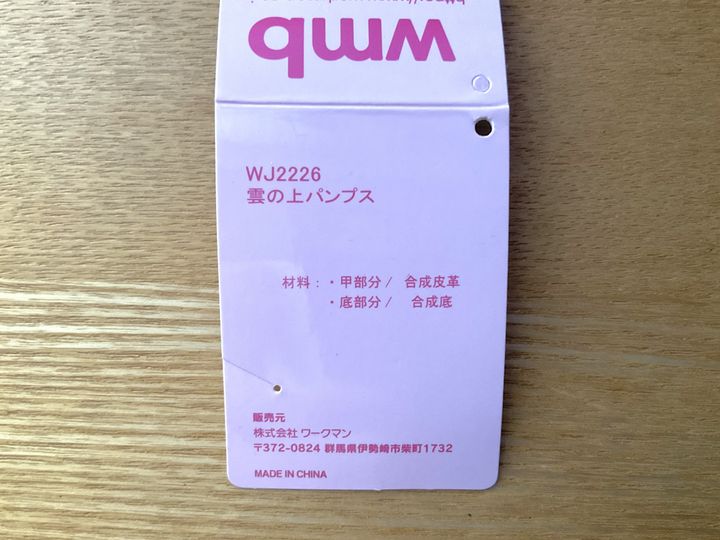 wmb
WJ2226
雲の上パンプス
材料：・甲部分/ 合成皮革
・底部分/ 合成底
販売元
株式会社 ワークマン
〒372-0824 群馬県伊勢崎市柴町1732
MADE IN CHINA